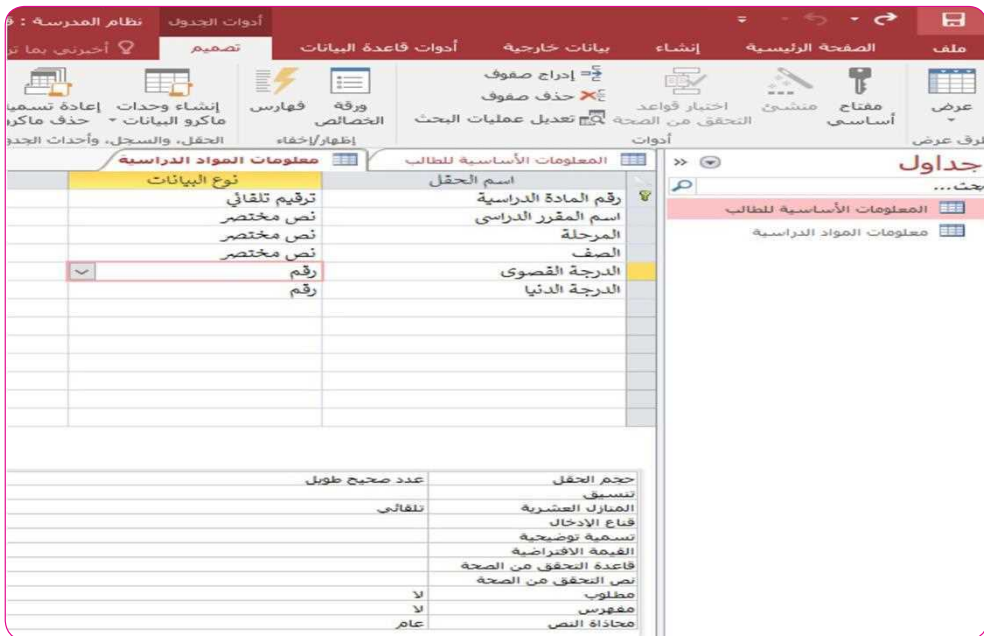 أدوات الجدول نظام المدرسة : ق
ملف الصفحة الرئيسية إنشاء بيانات خارجية أدوات قاعدة البيانات تصميم أخبرني بما تر
عرض مفتاح أساسي منشئ اختبار قواعد التحقق من الصحة
إدراج صفوف
حذف صفوف
تعديل عمليات البحث
ورقة الخصائص فهارس إنشاء وحدات ماكرو البيانات إعادة تسمية حذف ماكرو
طرق عرض أدوات إظهار/إخفاء الحقل، والسجل، وأحداث الجدو
جداول
بحث...
المعلومات الأساسية للطالب
معلومات المواد الدراسية
المعلومات الأساسية للطالب معلومات المواد الدراسية
اسم الحقل نوع البيانات
رقم المادة الدراسية ترقيم تلقائي
اسم المقرر الدراسي نص مختصر
المرحلة نص مختصر
الصف نص مختصر
الدرجة القصوى رقم
الدرجة الدنيا رقم
حجم الحقل عدد صحيح طويل
تنسيق
المنازل العشرية تلقائي
قناع الإدخال
تسمية توضيحية
القيمة الافتراضية
قاعدة التحقق من الصحة
نص التحقق من الصحة
مطلوب لا
مفهرس لا
محاذاة النص عام